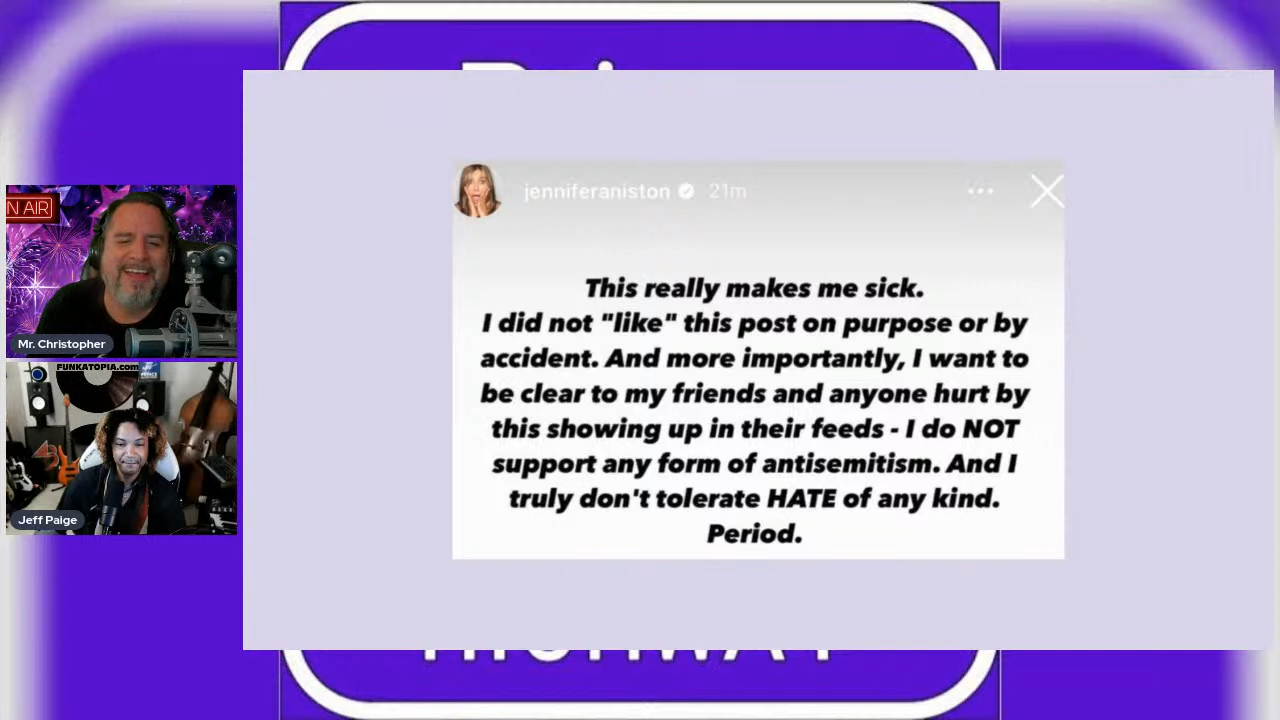 N AIR
Mr. Christopher
FUNKATOPIA.com
Jeff Paige
jenniferaniston 21m
This really makes me sick.
I did not "like" this post on purpose or by
accident. And more importantly, I want to
be clear to my friends and anyone hurt by
this showing up in their feeds - I do NOT
support any form of antisemitism. And I
truly don't tolerate HATE of any kind.
Period.